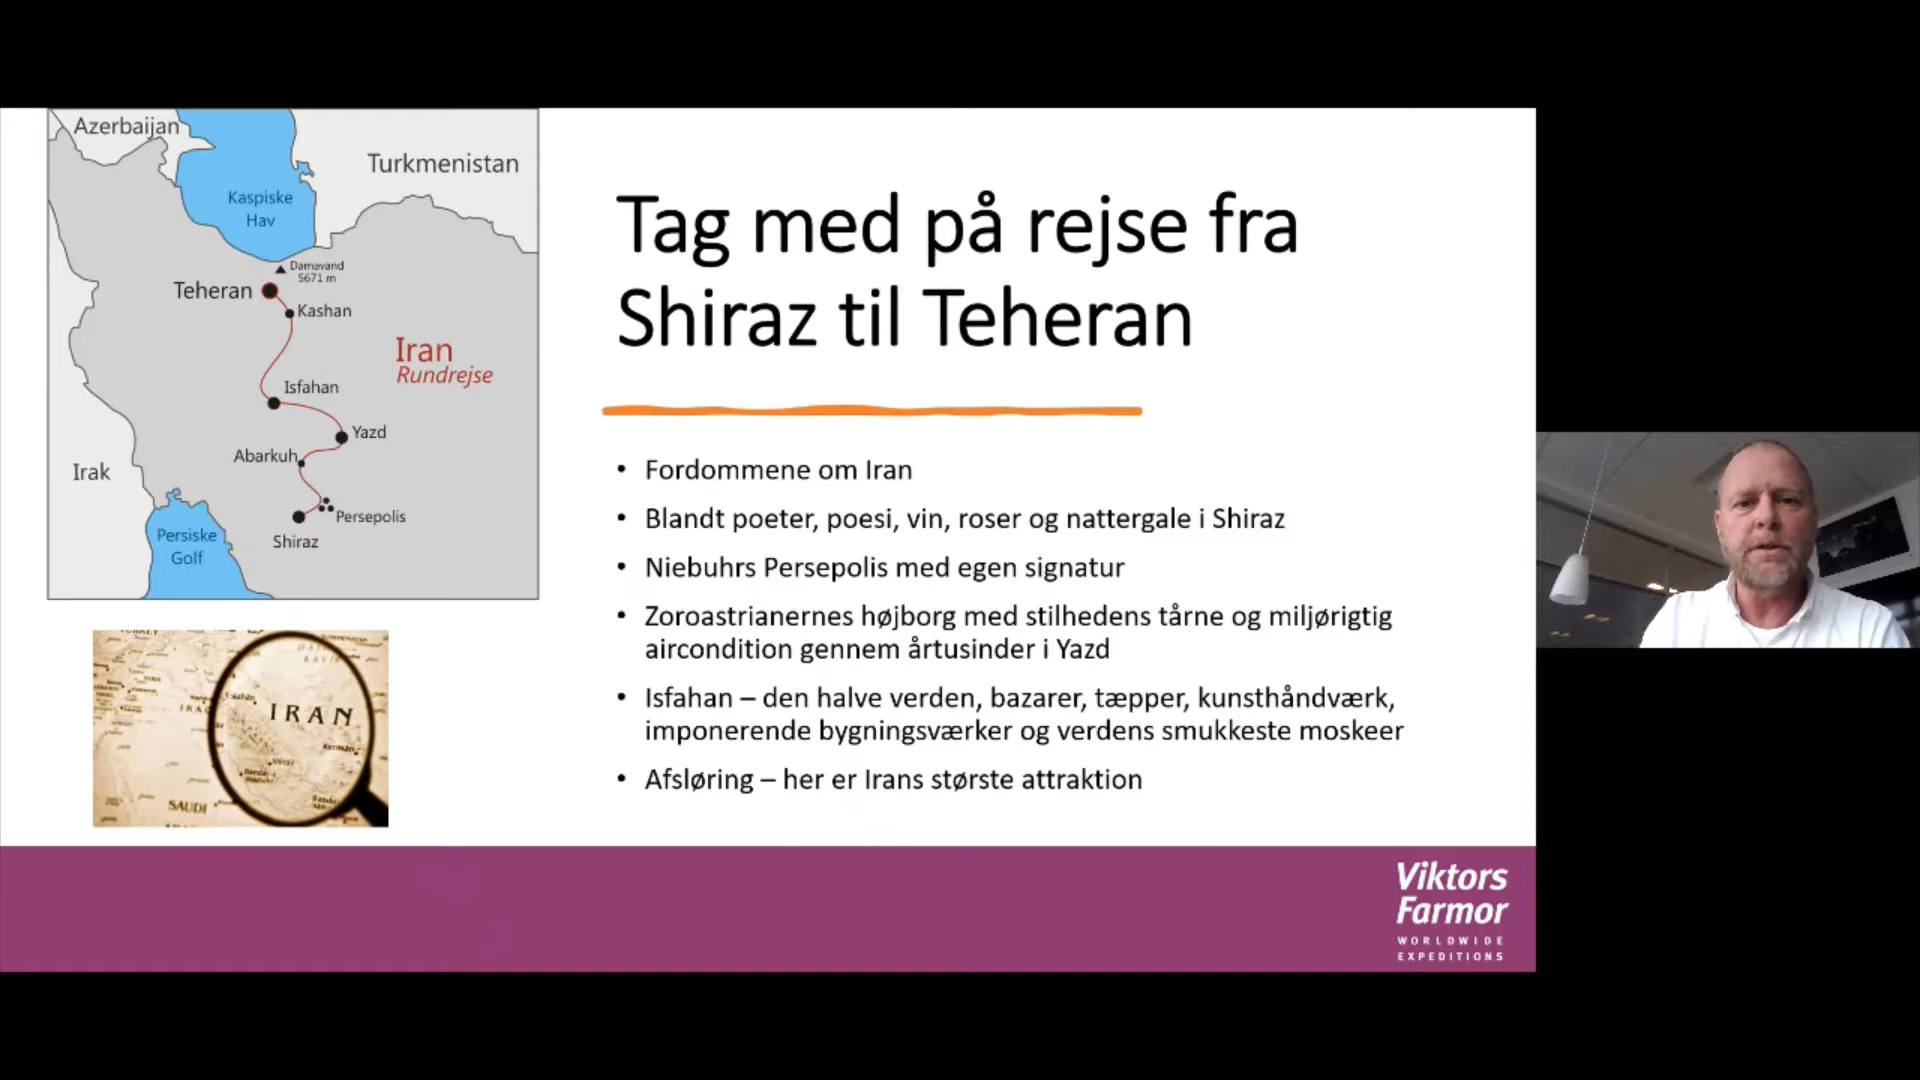 Azerbaijan
Turkmenistan
Kaspiske
Hav
Damavand
5671 m
Teheran
Kashan
Iran
Rundrejse
Isfahan
Yazd
Abarkuh
Irak
Persepolis
Persiske
Golf
Shiraz
IRAN
SAUDI
Tag med på rejse fra
Shiraz til Teheran
• Fordommene om Iran
• Blandt poeter, poesi, vin, roser og nattergale i Shiraz
• Niebuhrs Persepolis med egen signatur
• Zoroastrianernes højborg med stilhedens tårne og miljørigtig
aircondition gennem årtusinder i Yazd
• Isfahan – den halve verden, bazarer, tæpper, kunsthåndværk,
imponerende bygningsværker og verdens smukkeste moskeer
• Afsløring – her er Irans største attraktion
Viktors
Farmor
WORLDWIDE
EXPEDITIONS